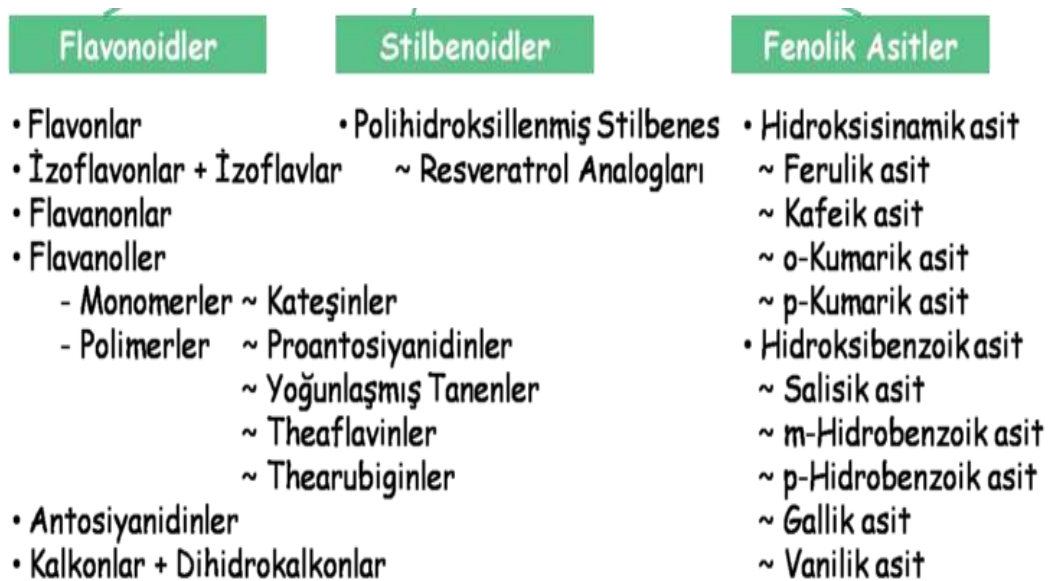 Flavonoidler
• Flavonlar
• İzoflavonlar + İzoflavlar
• Flavanonlar
• Flavanoller
- Monomerler ~ Kateşinler
- Polimerler ~ Proantosiyanidinler
~ Yoğunlaşmış Tanenler
~ Theaflavinler
~ Thearubiginler
• Antosiyanidinler
• Kalkonlar + Dihidrokalkonlar
Stilbenoidler
• Polihidroksillenmiş Stilbenes
~ Resveratrol Analogları
Fenolik Asitler
• Hidroksisinamik asit
~ Ferulik asit
~ Kafeik asit
~ o-Kumarik asit
~ p-Kumarik asit
• Hidroksibenzoik asit
~ Salisik asit
~ m-Hidrobenzoik asit
~ p-Hidrobenzoik asit
~ Gallik asit
~ Vanilik asit